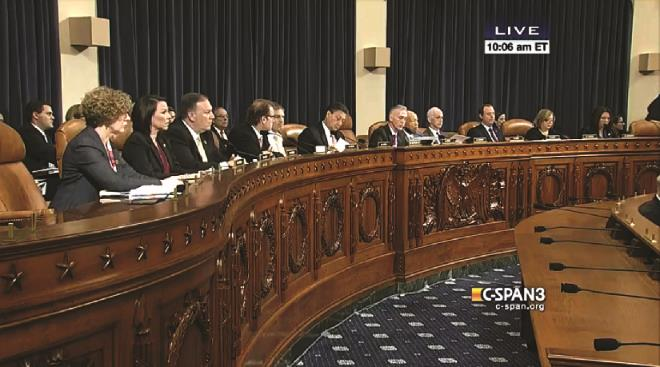 LIVE
10:06 am ET
C-SPAN3
c-span.org